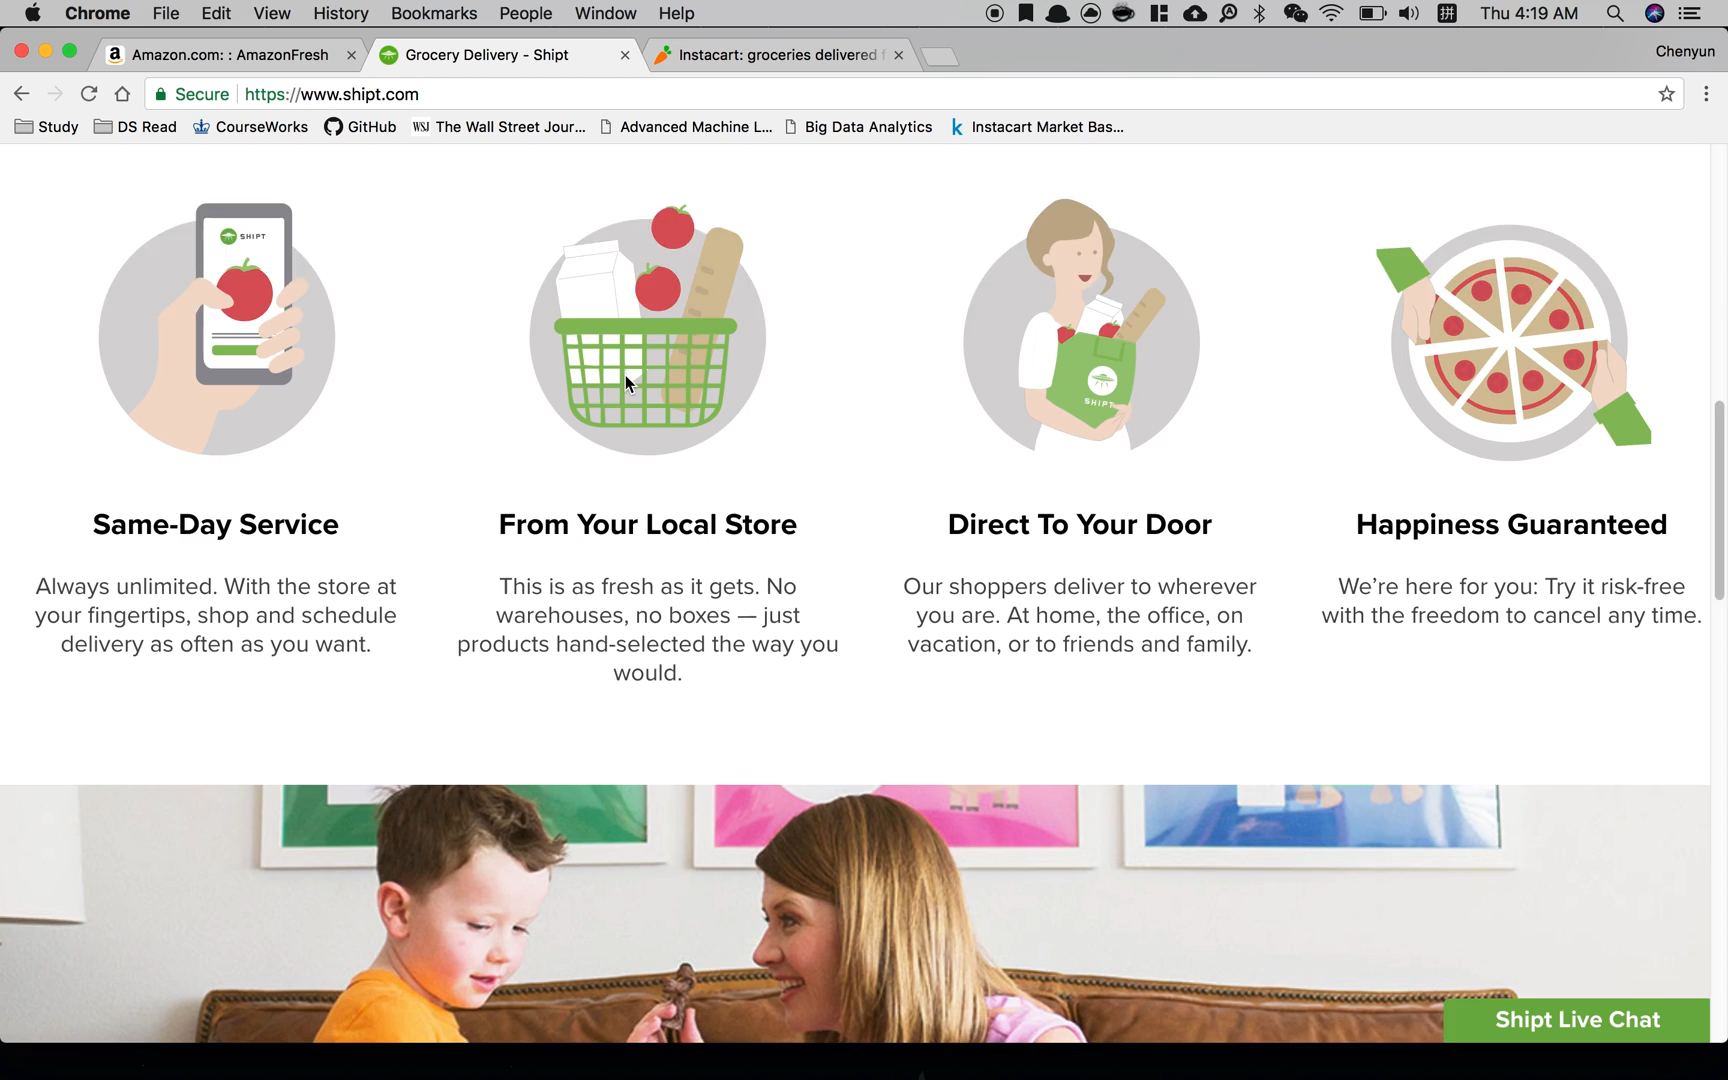 Chrome File Edit View History Bookmarks People Window Help Thu 4:19 AM
Amazon.com: : AmazonFresh Grocery Delivery - Shipt Instacart: groceries delivered f Chenyun
Secure https://www.shipt.com
Study DS Read CourseWorks GitHub WSJ The Wall Street Jour... Advanced Machine L... Big Data Analytics k Instacart Market Bas...
SHIPT
SHIPT
Same-Day Service
Always unlimited. With the store at
your fingertips, shop and schedule
delivery as often as you want.
From Your Local Store
This is as fresh as it gets. No
warehouses, no boxes — just
products hand-selected the way you
would.
Direct To Your Door
Our shoppers deliver to wherever
you are. At home, the office, on
vacation, or to friends and family.
Happiness Guaranteed
We’re here for you: Try it risk-free
with the freedom to cancel any time.
Shipt Live Chat